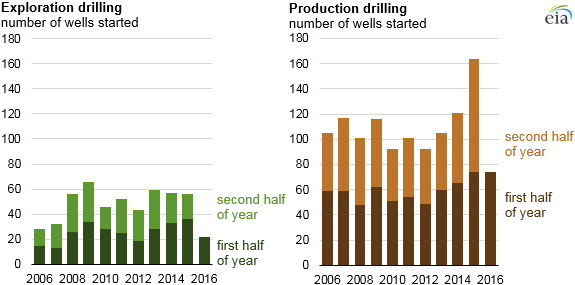 Exploration drilling
number of wells started
180
160
140
120
100
80
60
40
20
0
2006 2008 2010 2012 2014 2016
second half
of year
first half
of year
Production drilling
number of wells started
180
160
140
120
100
80
60
40
20
0
2006 2008 2010 2012 2014 2016
second half
of year
first half
of year
eia